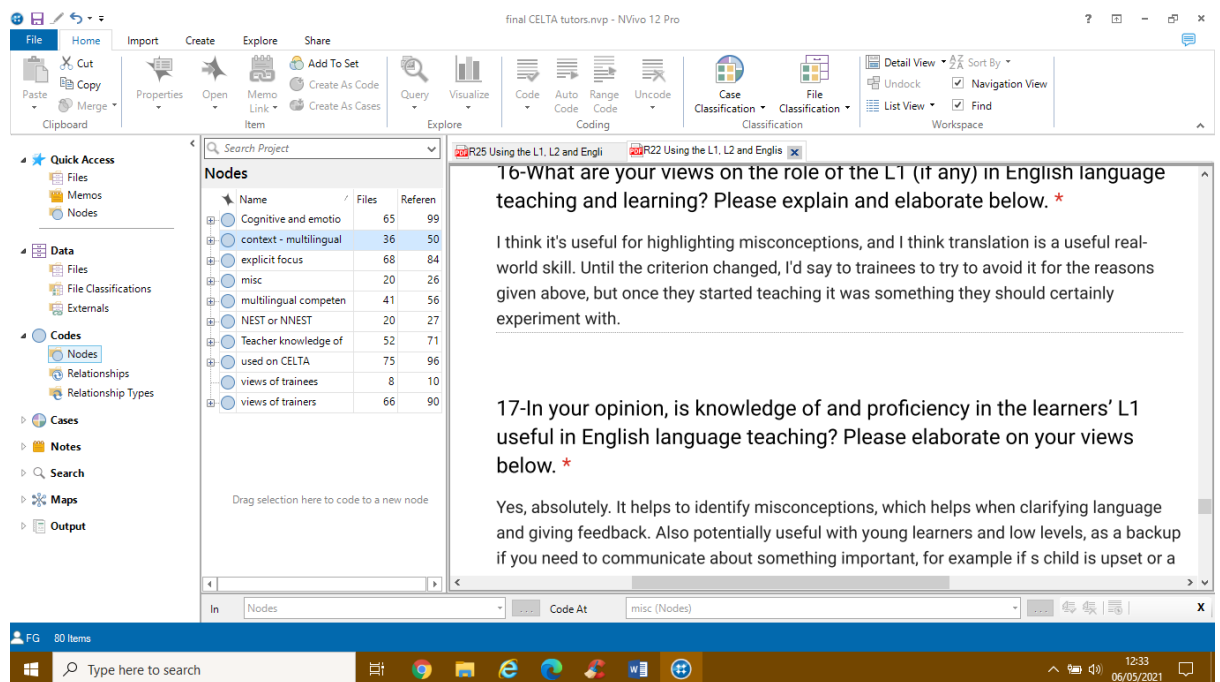 final CELTA tutors.nvp - NVivo 12 Pro
File Home Import Create Explore Share
Paste
Cut
Copy
Merge
Clipboard
Properties
Open
Memo
Link
Add To Set
Create As Code
Create As Cases
Item
Query
Visualize
Explore
Code
Auto
Code
Range
Code
Uncode
Coding
Case
Classification
File
Classification
Classification
Detail View
Sort By
Undock
Navigation View
List View
Find
Workspace
Quick Access
Files
Memos
Nodes
Data
Files
File Classifications
Externals
Codes
Nodes
Relationships
Relationship Types
Cases
Notes
Search
Maps
Output
Search Project
Nodes
Name Files Referen
Cognitive and emotio 65 99
context - multilingual 36 50
explicit focus 68 84
misc 20 26
multilingual competen 41 56
NEST or NNEST 20 27
Teacher knowledge of 52 71
used on CELTA 75 96
views of trainees 8 10
views of trainers 66 90
Drag selection here to code to a new node
R25 Using the L1, L2 and Engli
R22 Using the L1, L2 and Englis
16-What are your views on the role of the L1 (if any) in English language
teaching and learning? Please explain and elaborate below. *
I think it's useful for highlighting misconceptions, and I think translation is a useful real-
world skill. Until the criterion changed, I'd say to trainees to try to avoid it for the reasons
given above, but once they started teaching it was something they should certainly
experiment with.
17-In your opinion, is knowledge of and proficiency in the learners' L1
useful in English language teaching? Please elaborate on your views
below. *
Yes, absolutely. It helps to identify misconceptions, which helps when clarifying language
and giving feedback. Also potentially useful with young learners and low levels, as a backup
if you need to communicate about something important, for example if s child is upset or a
In Nodes ... Code At misc (Nodes) ... X
FG 80 Items
Type here to search
12:33
06/05/2021